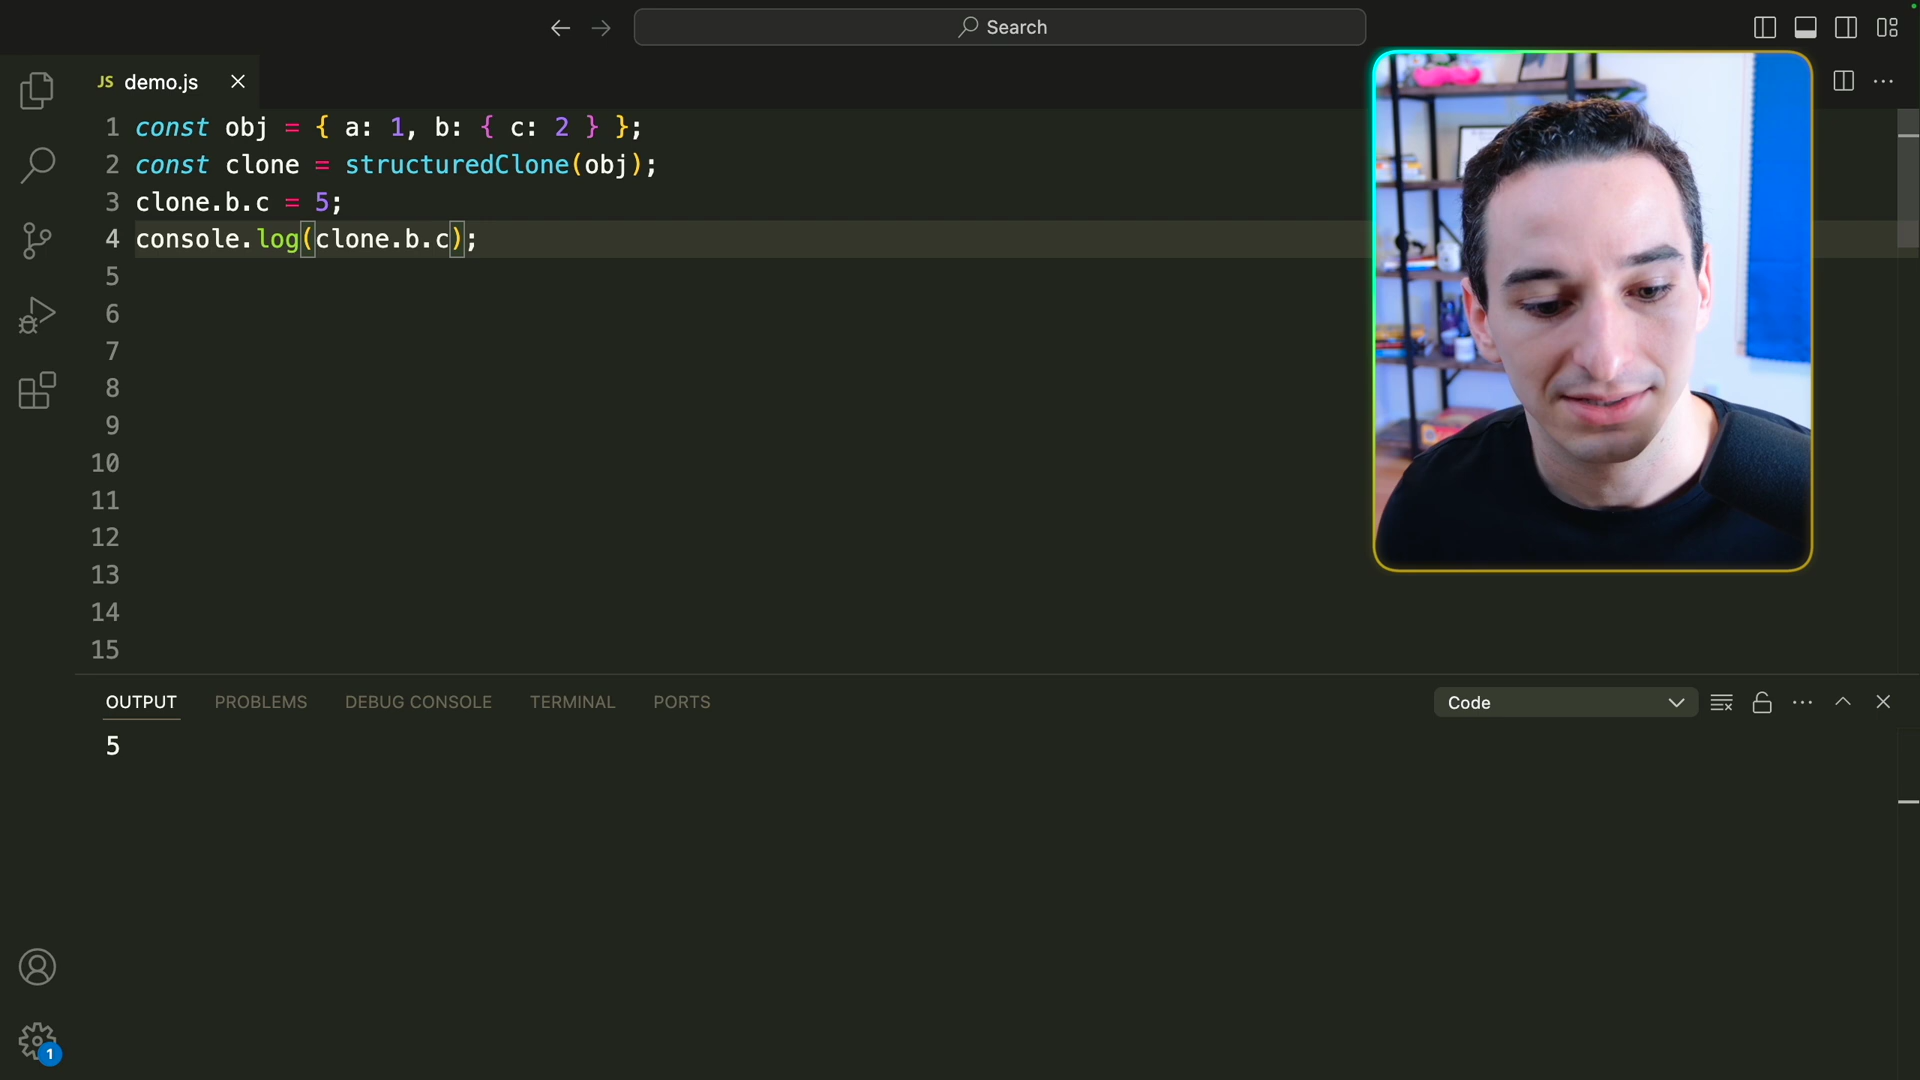 Search
JS demo.js
1 const obj = { a: 1, b: { c: 2 } };
2 const clone = structuredClone(obj);
3 clone.b.c = 5;
4 console.log(clone.b.c);
5
6
7
8
9
10
11
12
13
14
15
OUTPUT PROBLEMS DEBUG CONSOLE TERMINAL PORTS Code
5
1